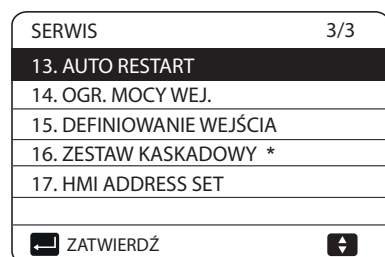 SERWIS 3/3
13. AUTO RESTART
14. OGR. MOCY WEJ.
15. DEFINIOWANIE WEJŚCIA
16. ZESTAW KASKADOWY *
17. HMI ADDRESS SET
ZATWIERDŹ